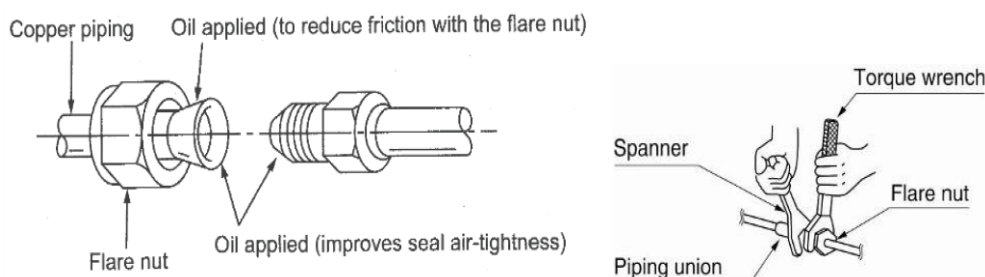 Copper piping
Oil applied (to reduce friction with the flare nut)
Flare nut
Oil applied (improves seal air-tightness)
Torque wrench
Spanner
Flare nut
Piping union